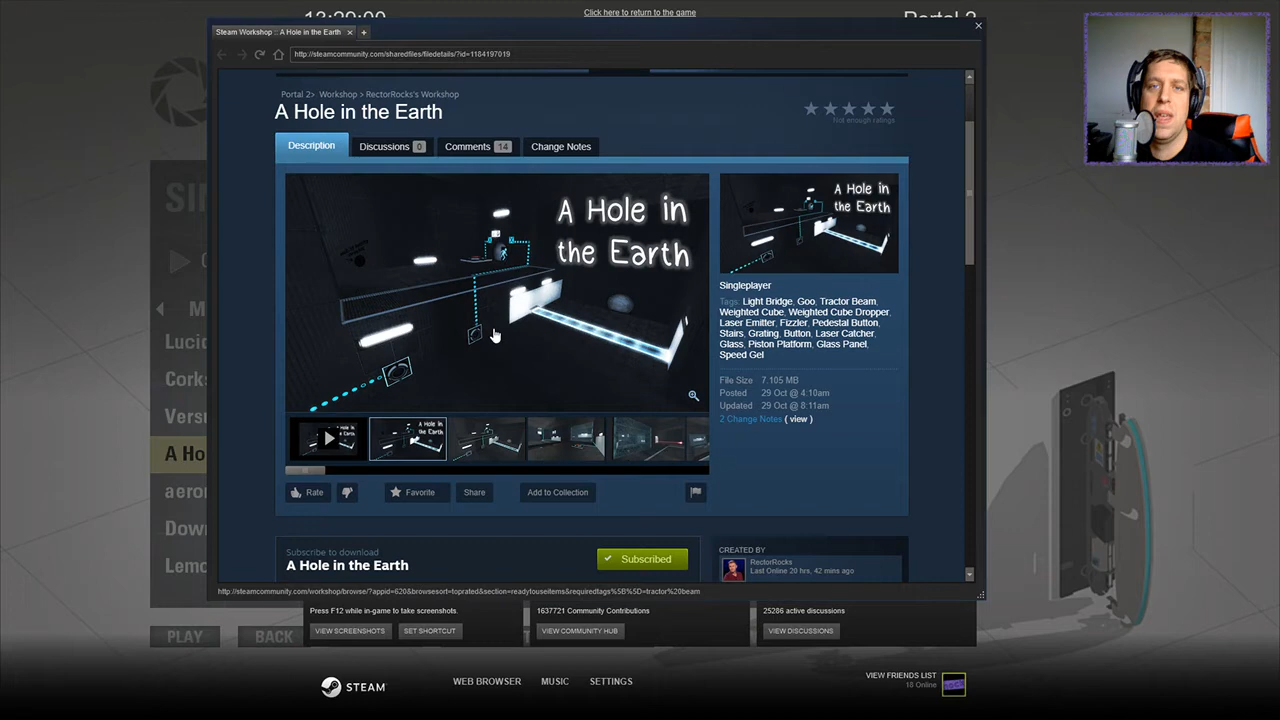 13:29:00
Click here to return to the game
Portal 2
Steam Workshop :: A Hole in the Earth
http://steamcommunity.com/sharedfiles/filedetails/?id=1184197019
Portal 2> Workshop > RectorRocks's Workshop
A Hole in the Earth
Not enough ratings
Description
Discussions 0
Comments 14
Change Notes
A Hole in
the Earth
A Hole in
the Earth
Singleplayer
Tags: Light Bridge, Goo, Tractor Beam,
Weighted Cube, Weighted Cube Dropper,
Laser Emitter, Fizzler, Pedestal Button,
Stairs, Grating, Button, Laser Catcher,
Glass, Piston Platform, Glass Panel,
Speed Gel
File Size 7.105 MB
Posted 29 Oct @ 4:10am
Updated 29 Oct @ 8:11am
2 Change Notes ( view )
SI
M
Lucid
Corks
Versu
A Ho
aero
Dow
Lemo
A Hole in
the Earth
Rate
Favorite
Share
Add to Collection
Subscribe to download
A Hole in the Earth
Subscribed
CREATED BY
RectorRocks
Last Online 20 hrs, 42 mins ago
http://steamcommunity.com/workshop/browse/?appid=620&browsesort=toprated&section=readytouseitems&requiredtags%5B%5D=tractor%20beam
Press F12 while in-game to take screenshots.
1637721 Community Contributions
25286 active discussions
PLAY
BACK
VIEW SCREENSHOTS
SET SHORTCUT
VIEW COMMUNITY HUB
VIEW DISCUSSIONS
STEAM
WEB BROWSER
MUSIC
SETTINGS
VIEW FRIENDS LIST
18 Online